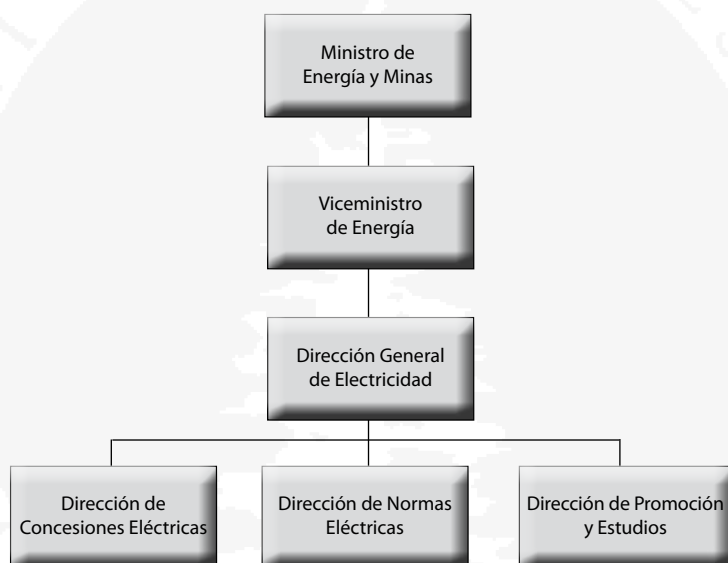 Ministro de
Energía y Minas
Viceministro
de Energía
Dirección General
de Electricidad
Dirección de
Concesiones Eléctricas
Dirección de Normas
Eléctricas
Dirección de Promoción
y Estudios